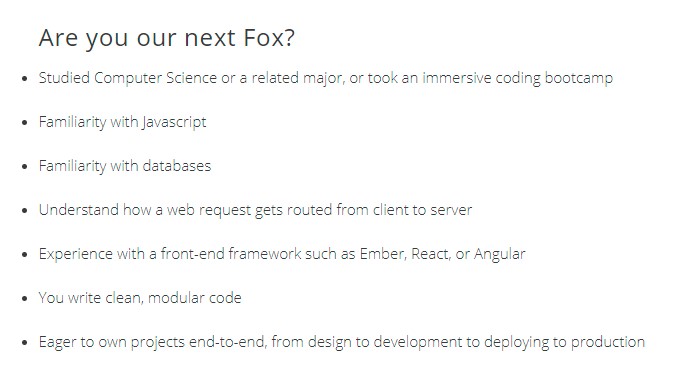 Are you our next Fox?
Studied Computer Science or a related major, or took an immersive coding bootcamp
Familiarity with Javascript
Familiarity with databases
Understand how a web request gets routed from client to server
Experience with a front-end framework such as Ember, React, or Angular
You write clean, modular code
Eager to own projects end-to-end, from design to development to deploying to production